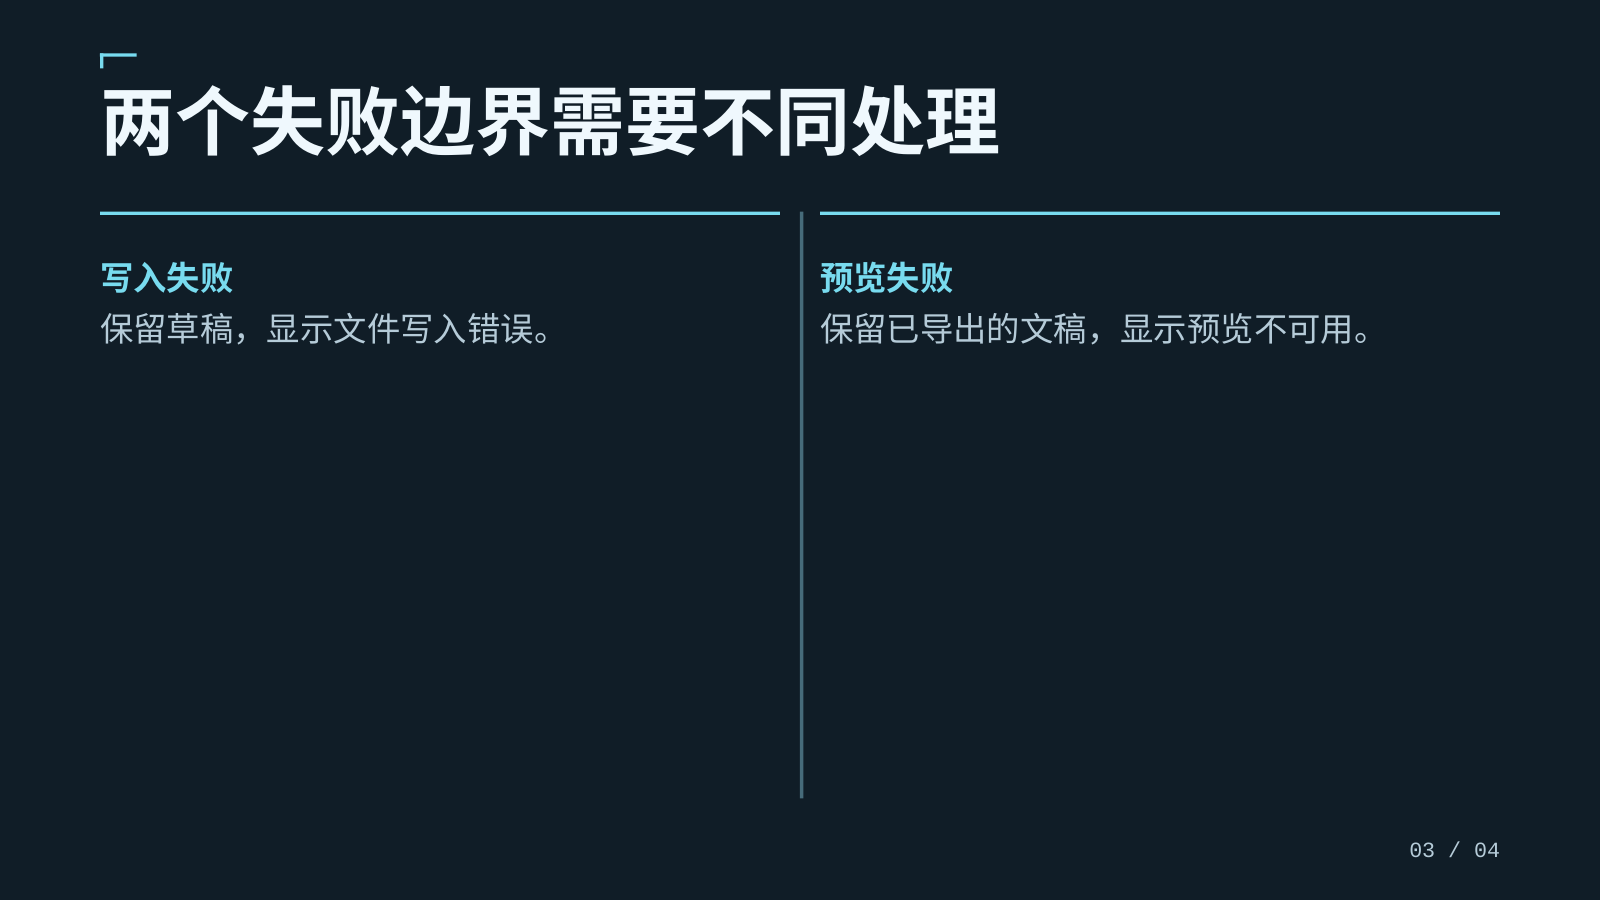 两个失败边界需要不同处理
写入失败
保留草稿，显示文件写入错误。
预览失败
保留已导出的文稿，显示预览不可用。
03 / 04